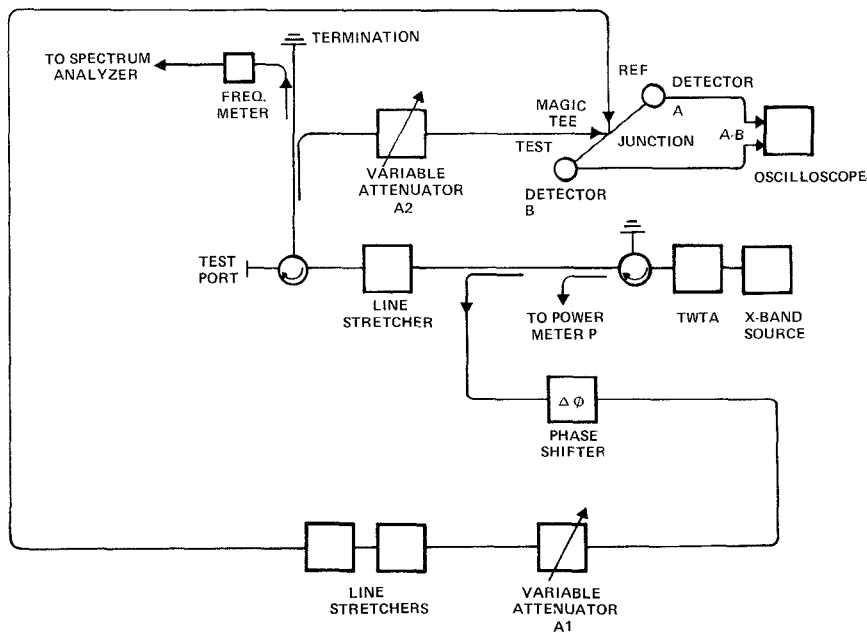 TERMINATION
TO SPECTRUM
ANALYZER
FREQ.
METER
REF
DETECTOR
A
MAGIC
TEE
TEST
JUNCTION
A-B
OSCILLOSCOPE
VARIABLE
ATTENUATOR
A2
DETECTOR
B
TEST
PORT
LINE
STRETCHER
TO POWER
METER P
TWTA
X-BAND
SOURCE
Δ φ
PHASE
SHIFTER
LINE
STRETCHERS
VARIABLE
ATTENUATOR
A1